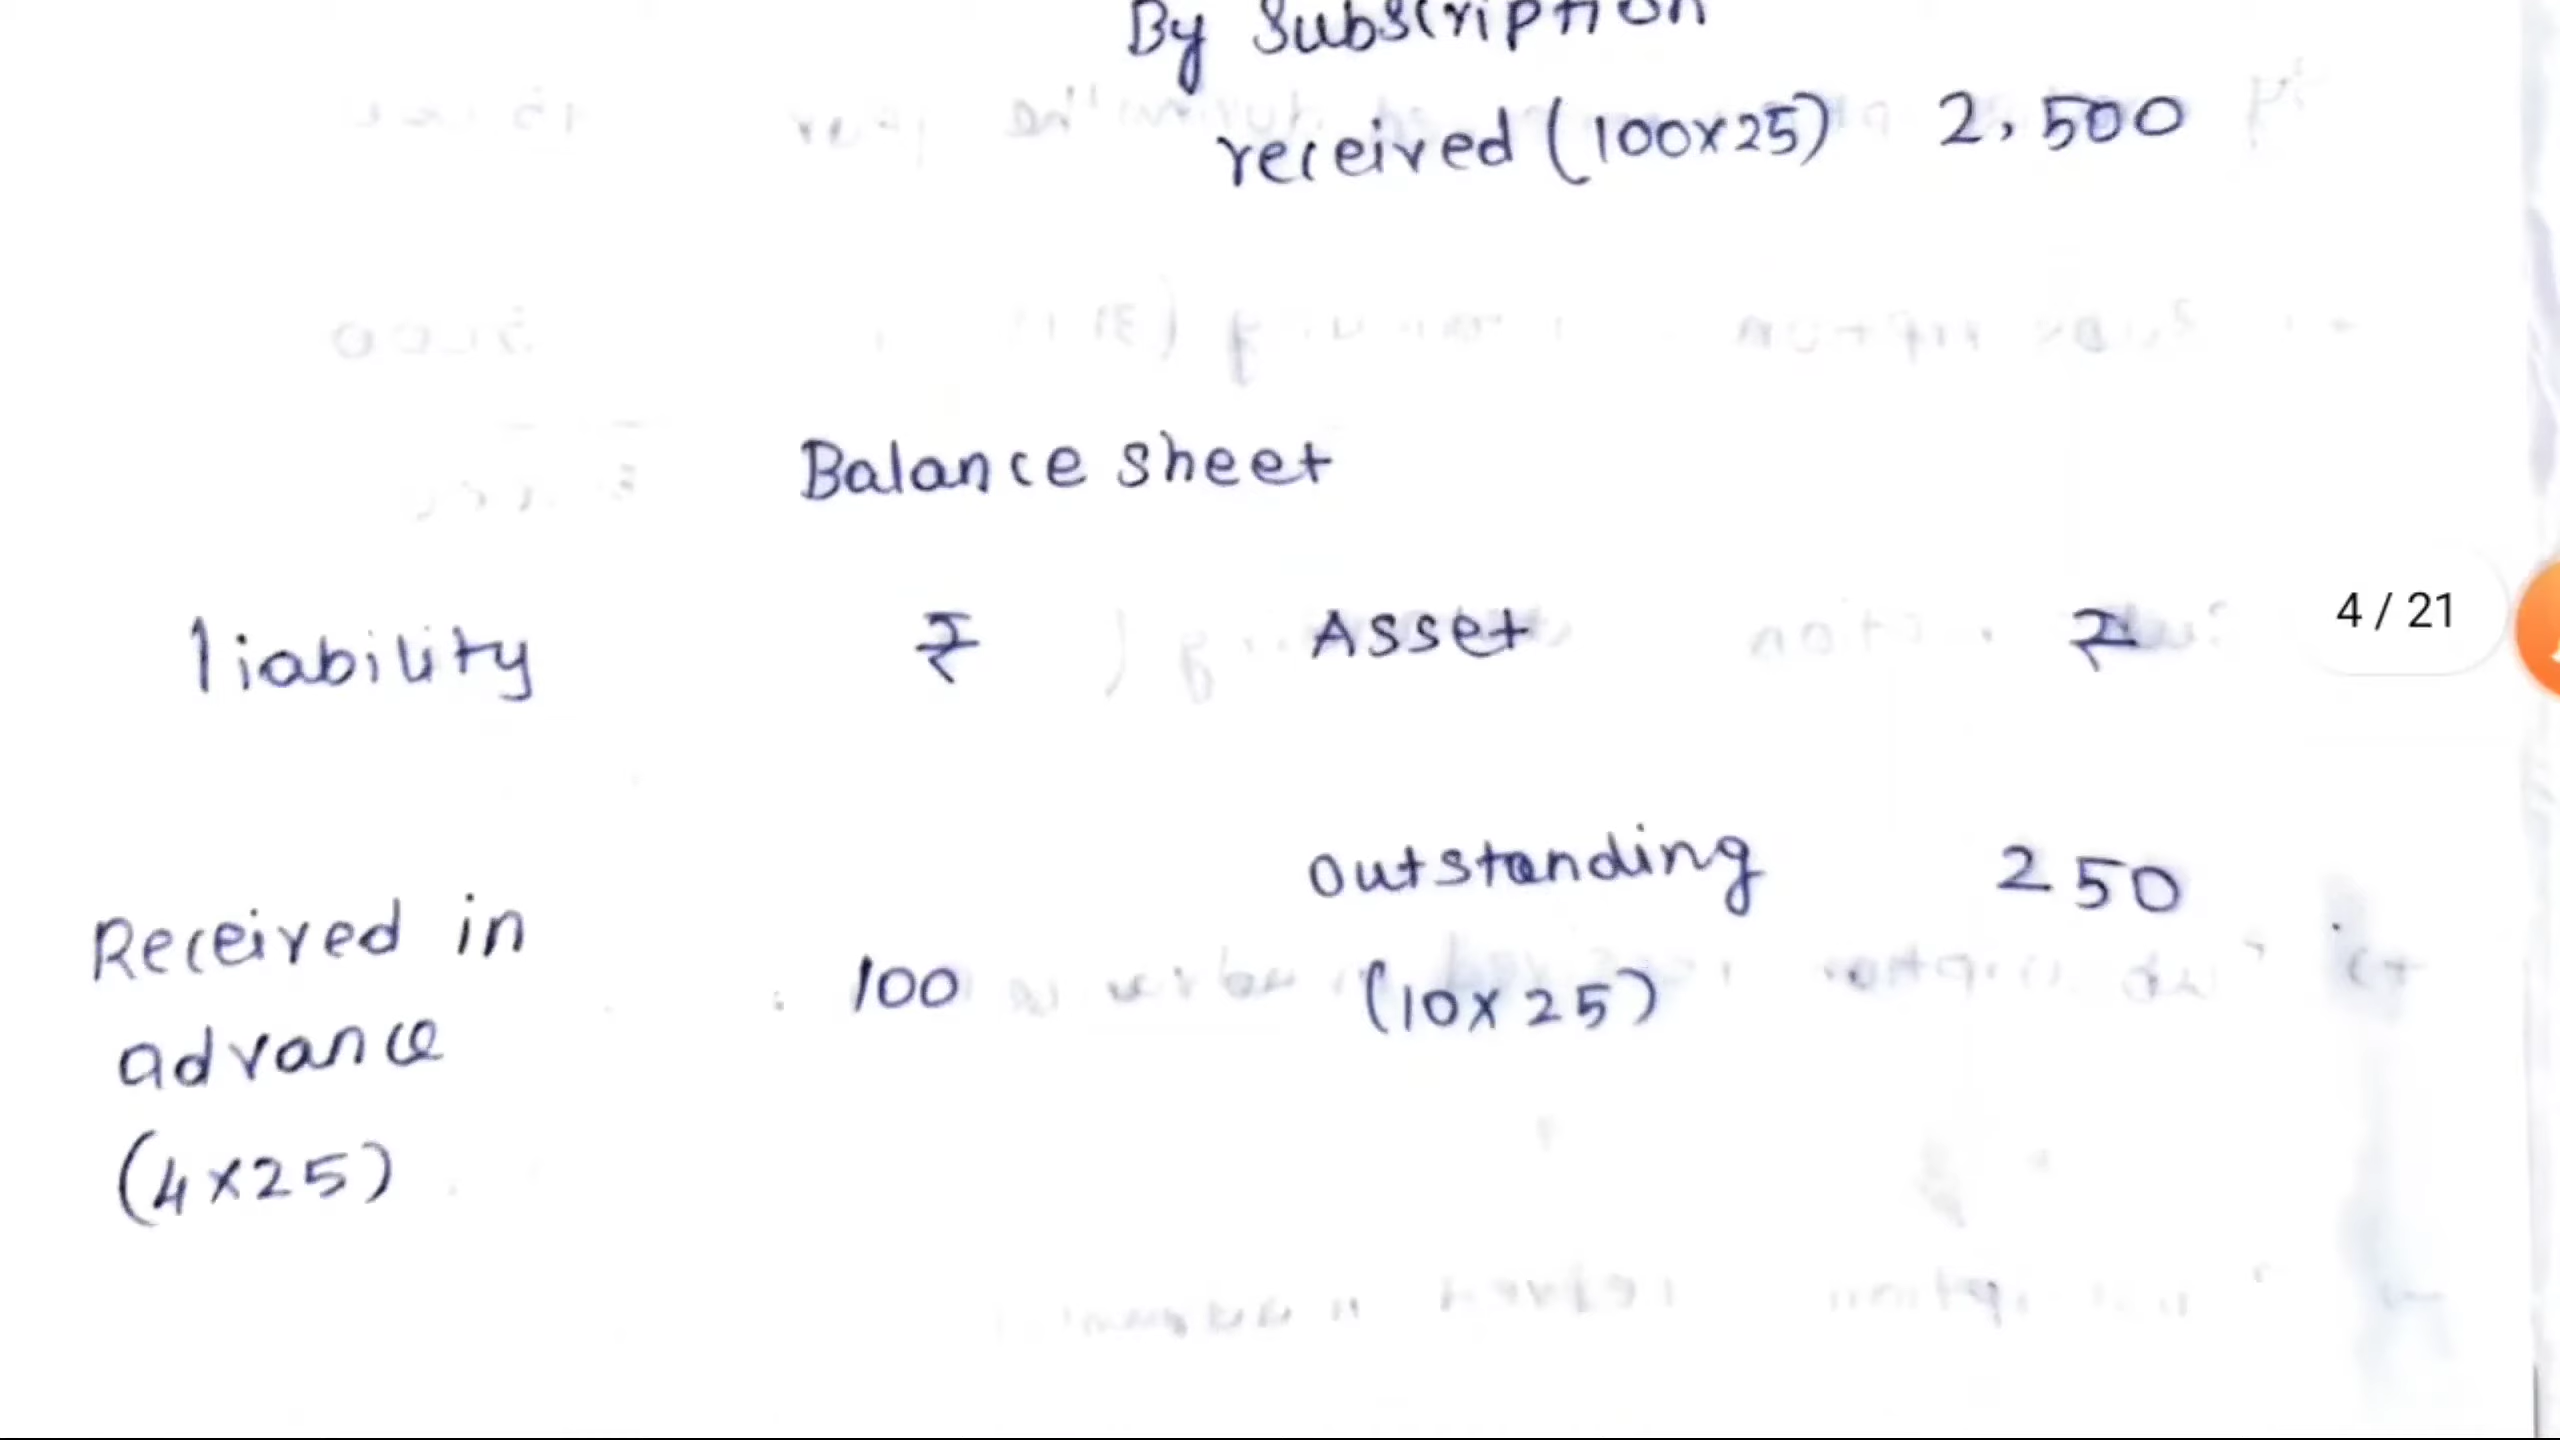 By Subscription
received (100x25) 2,500
Balance sheet
liability ₹ Asset ₹
4 / 21
Outstanding 250
Received in
100 (10x25)
advance
(4x25)